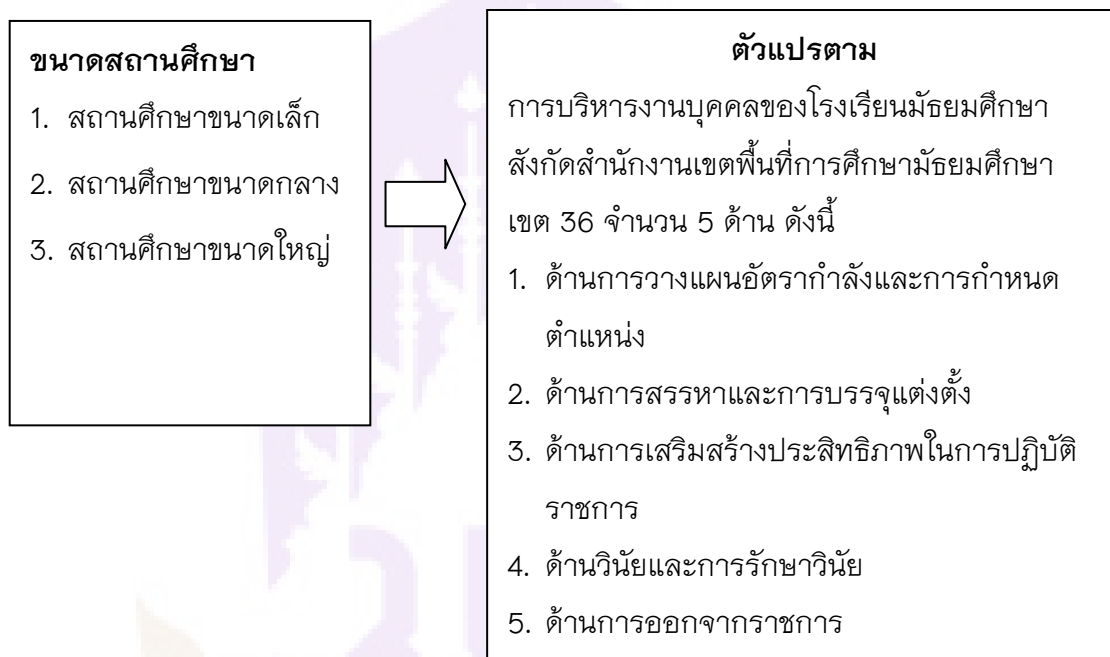 ขนาดสถานศึกษา
1. สถานศึกษาขนาดเล็ก
2. สถานศึกษาขนาดกลาง
3. สถานศึกษาขนาดใหญ่
ตัวแปรตาม
การบริหารงานบุคคลของโรงเรียนมัธยมศึกษา
สังกัดสำนักงานเขตพื้นที่การศึกษามัธยมศึกษา
เขต 36 จำนวน 5 ด้าน ดังนี้
1. ด้านการวางแผนอัตรากำลังและการกำหนด
ตำแหน่ง
2. ด้านการสรรหาและการบรรจุแต่งตั้ง
3. ด้านการเสริมสร้างประสิทธิภาพในการปฏิบัติ
ราชการ
4. ด้านวินัยและการรักษาวินัย
5. ด้านการออกจากราชการ